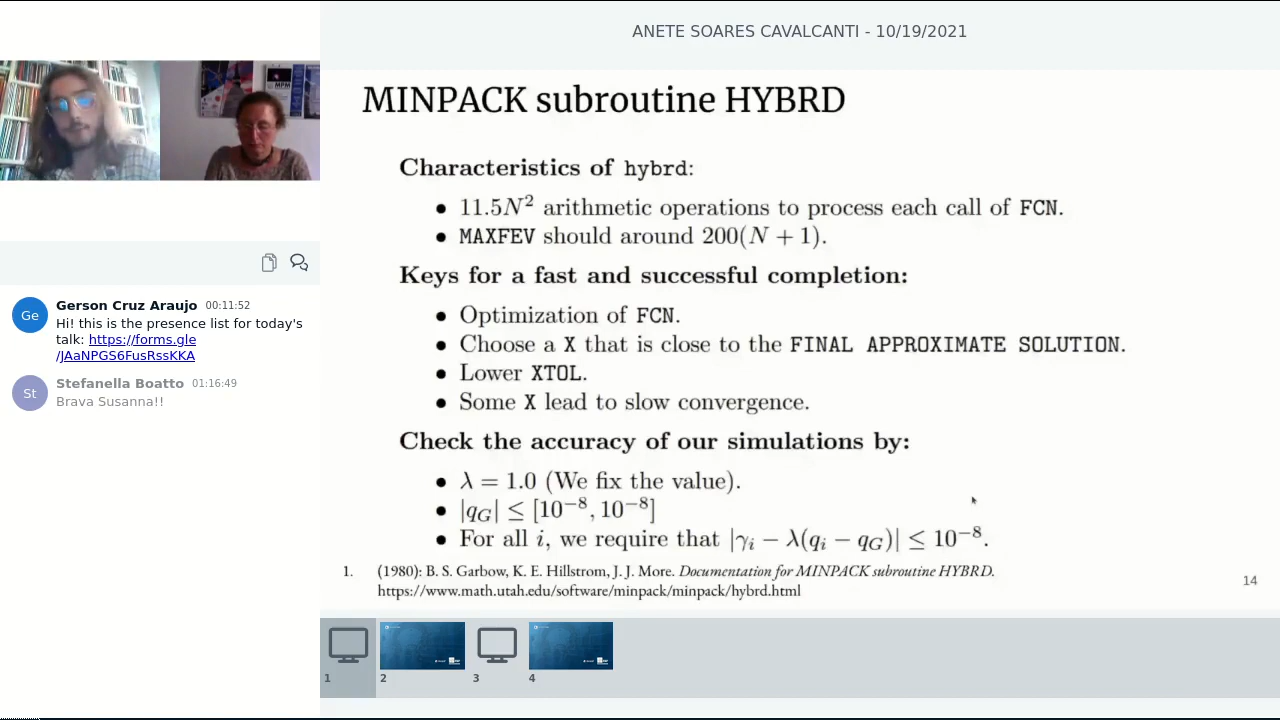 ANETE SOARES CAVALCANTI - 10/19/2021
MPM
Ge
Gerson Cruz Araujo 00:11:52
Hi! this is the presence list for today's
talk: https://forms.gle
/JAaNPGS6FusRssKKA
St
Stefanella Boatto 01:16:49
Brava Susanna!!
MINPACK subroutine HYBRD
Characteristics of hybrd:
• 11.5N² arithmetic operations to process each call of FCN.
• MAXFEV should around 200(N + 1).
Keys for a fast and successful completion:
• Optimization of FCN.
• Choose a X that is close to the FINAL APPROXIMATE SOLUTION.
• Lower XTOL.
• Some X lead to slow convergence.
Check the accuracy of our simulations by:
• λ = 1.0 (We fix the value).
• |q_G| ≤ [10⁻⁸, 10⁻⁸]
• For all i, we require that |γ_i − λ(q_i − q_G)| ≤ 10⁻⁸.
1. (1980): B. S. Garbow, K. E. Hillstrom, J. J. More. Documentation for MINPACK subroutine HYBRD.
https://www.math.utah.edu/software/minpack/minpack/hybrd.html
14
1 2 3 4